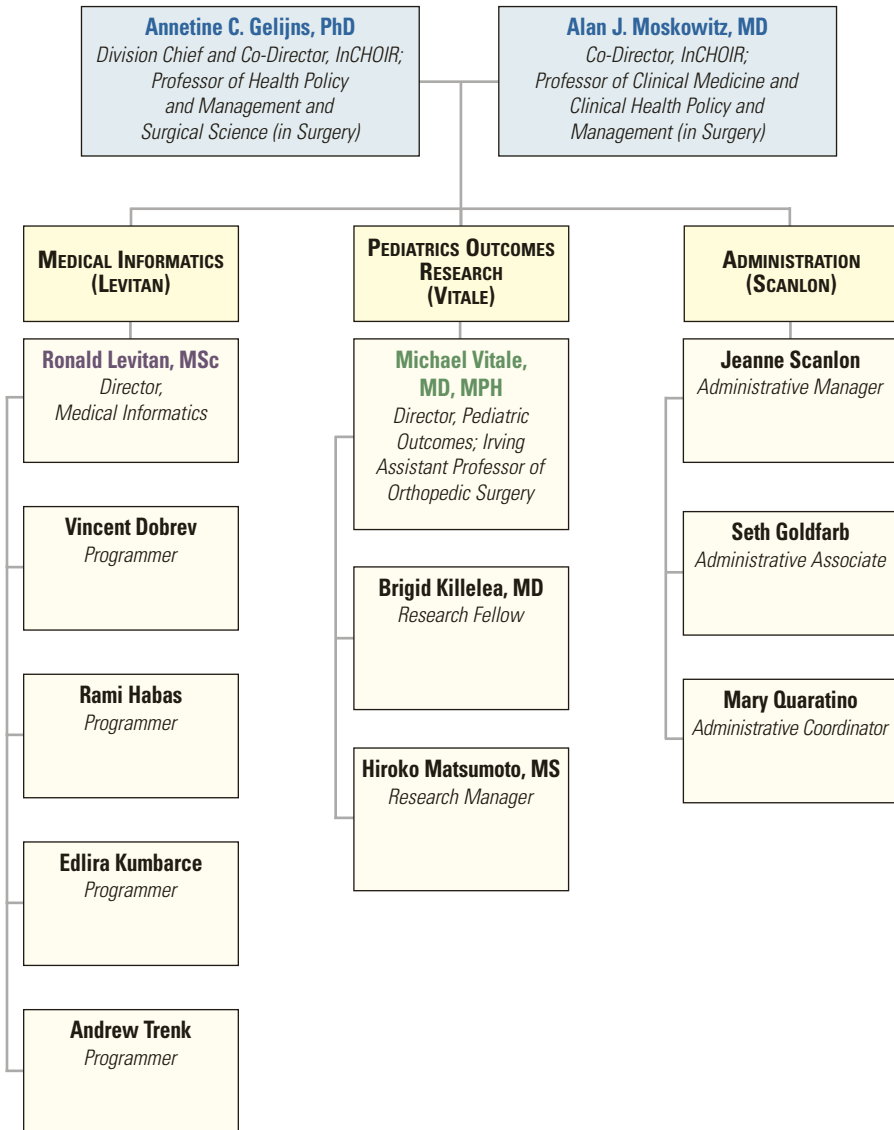 Annetine C. Gelijns, PhD
Division Chief and Co-Director, InCHOIR;
Professor of Health Policy
and Management and
Surgical Science (in Surgery)
Alan J. Moskowitz, MD
Co-Director, InCHOIR;
Professor of Clinical Medicine and
Clinical Health Policy and
Management (in Surgery)
MEDICAL INFORMATICS
(LEVITAN)
Ronald Levitan, MSc
Director,
Medical Informatics
Vincent Dobrev
Programmer
Rami Habas
Programmer
Edlira Kumbarce
Programmer
Andrew Trenk
Programmer
PEDIATRICS OUTCOMES
RESEARCH
(VITALE)
Michael Vitale,
MD, MPH
Director, Pediatric
Outcomes; Irving
Assistant Professor of
Orthopedic Surgery
Brigid Killelea, MD
Research Fellow
Hiroko Matsumoto, MS
Research Manager
ADMINISTRATION
(SCANLON)
Jeanne Scanlon
Administrative Manager
Seth Goldfarb
Administrative Associate
Mary Quaratino
Administrative Coordinator